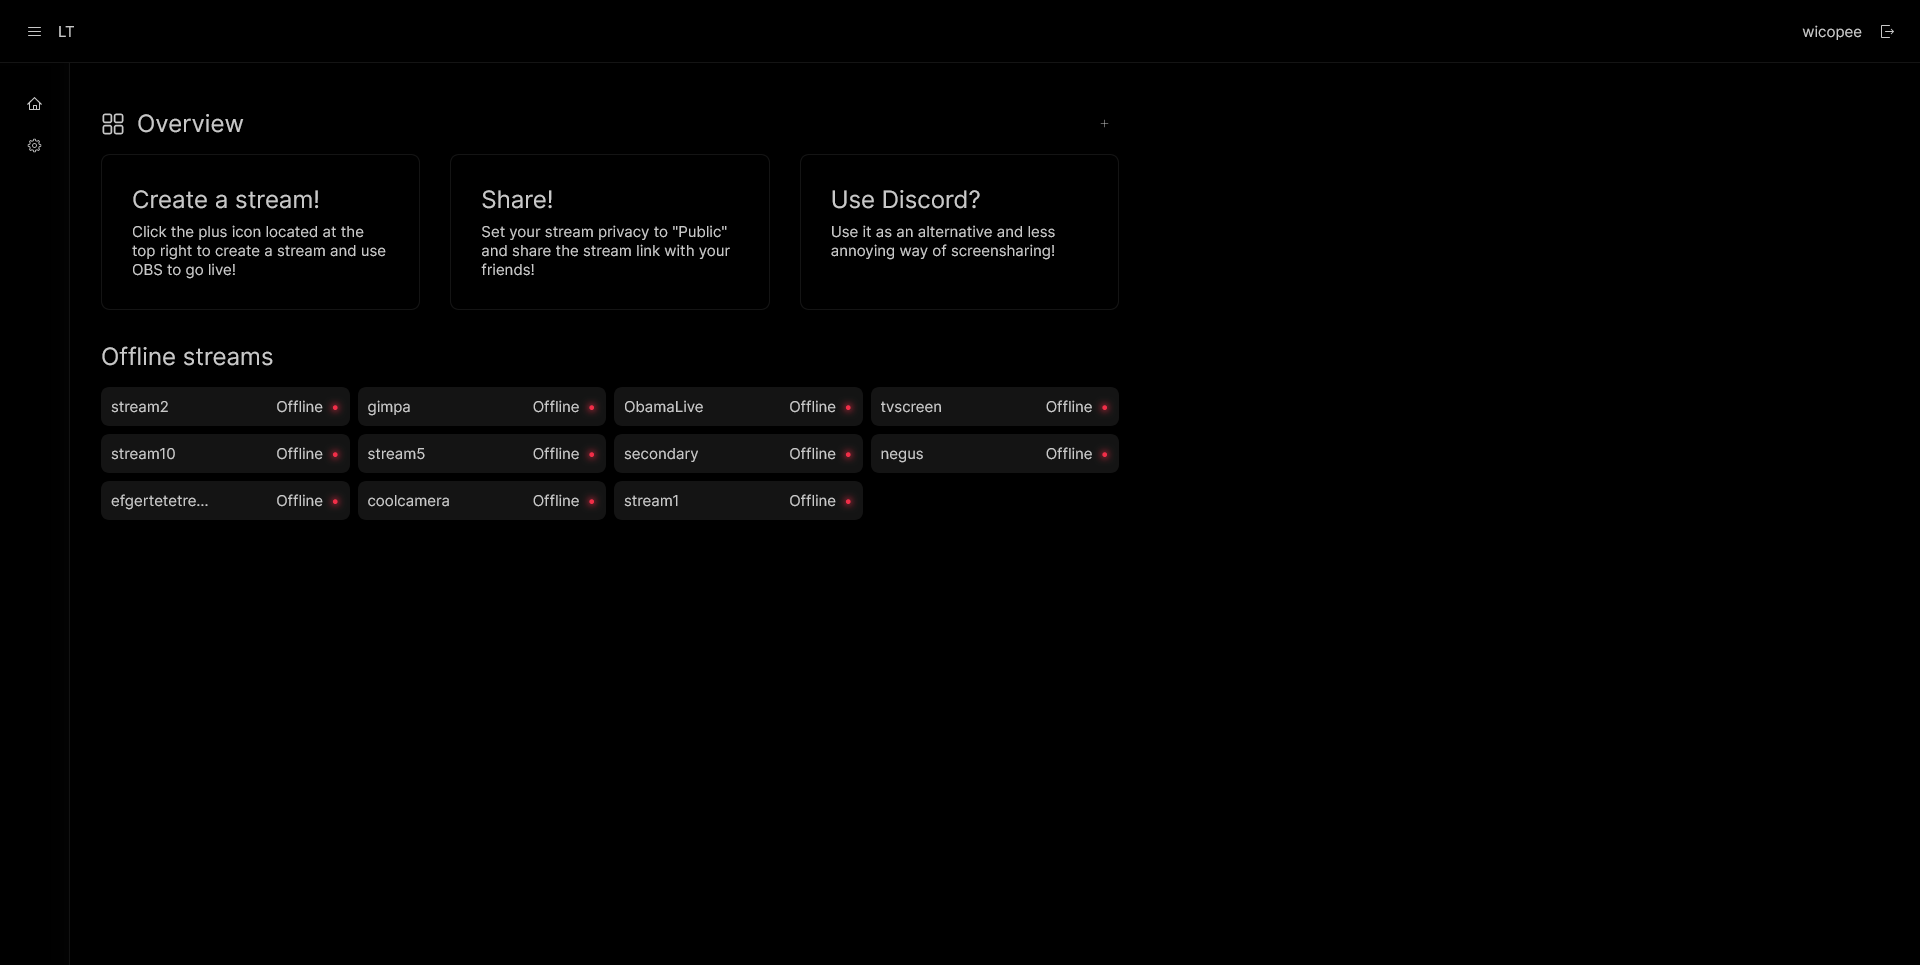 LT
wicopee
Overview
Create a stream!
Click the plus icon located at the
top right to create a stream and use
OBS to go live!
Share!
Set your stream privacy to "Public"
and share the stream link with your
friends!
Use Discord?
Use it as an alternative and less
annoying way of screensharing!
Offline streams
stream2 Offline
gimpa Offline
ObamaLive Offline
tvscreen Offline
stream10 Offline
stream5 Offline
secondary Offline
negus Offline
efgertetetre... Offline
coolcamera Offline
stream1 Offline